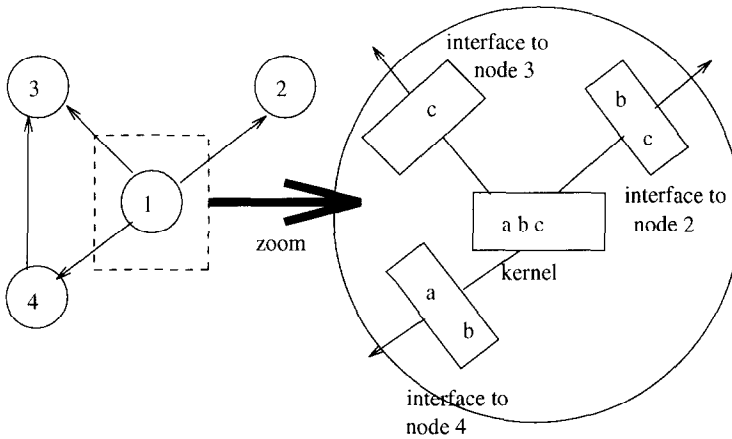 3
2
1
4
zoom
interface to
node 3
c
b
c
interface to
node 2
a b c
kernel
a
b
interface to
node 4